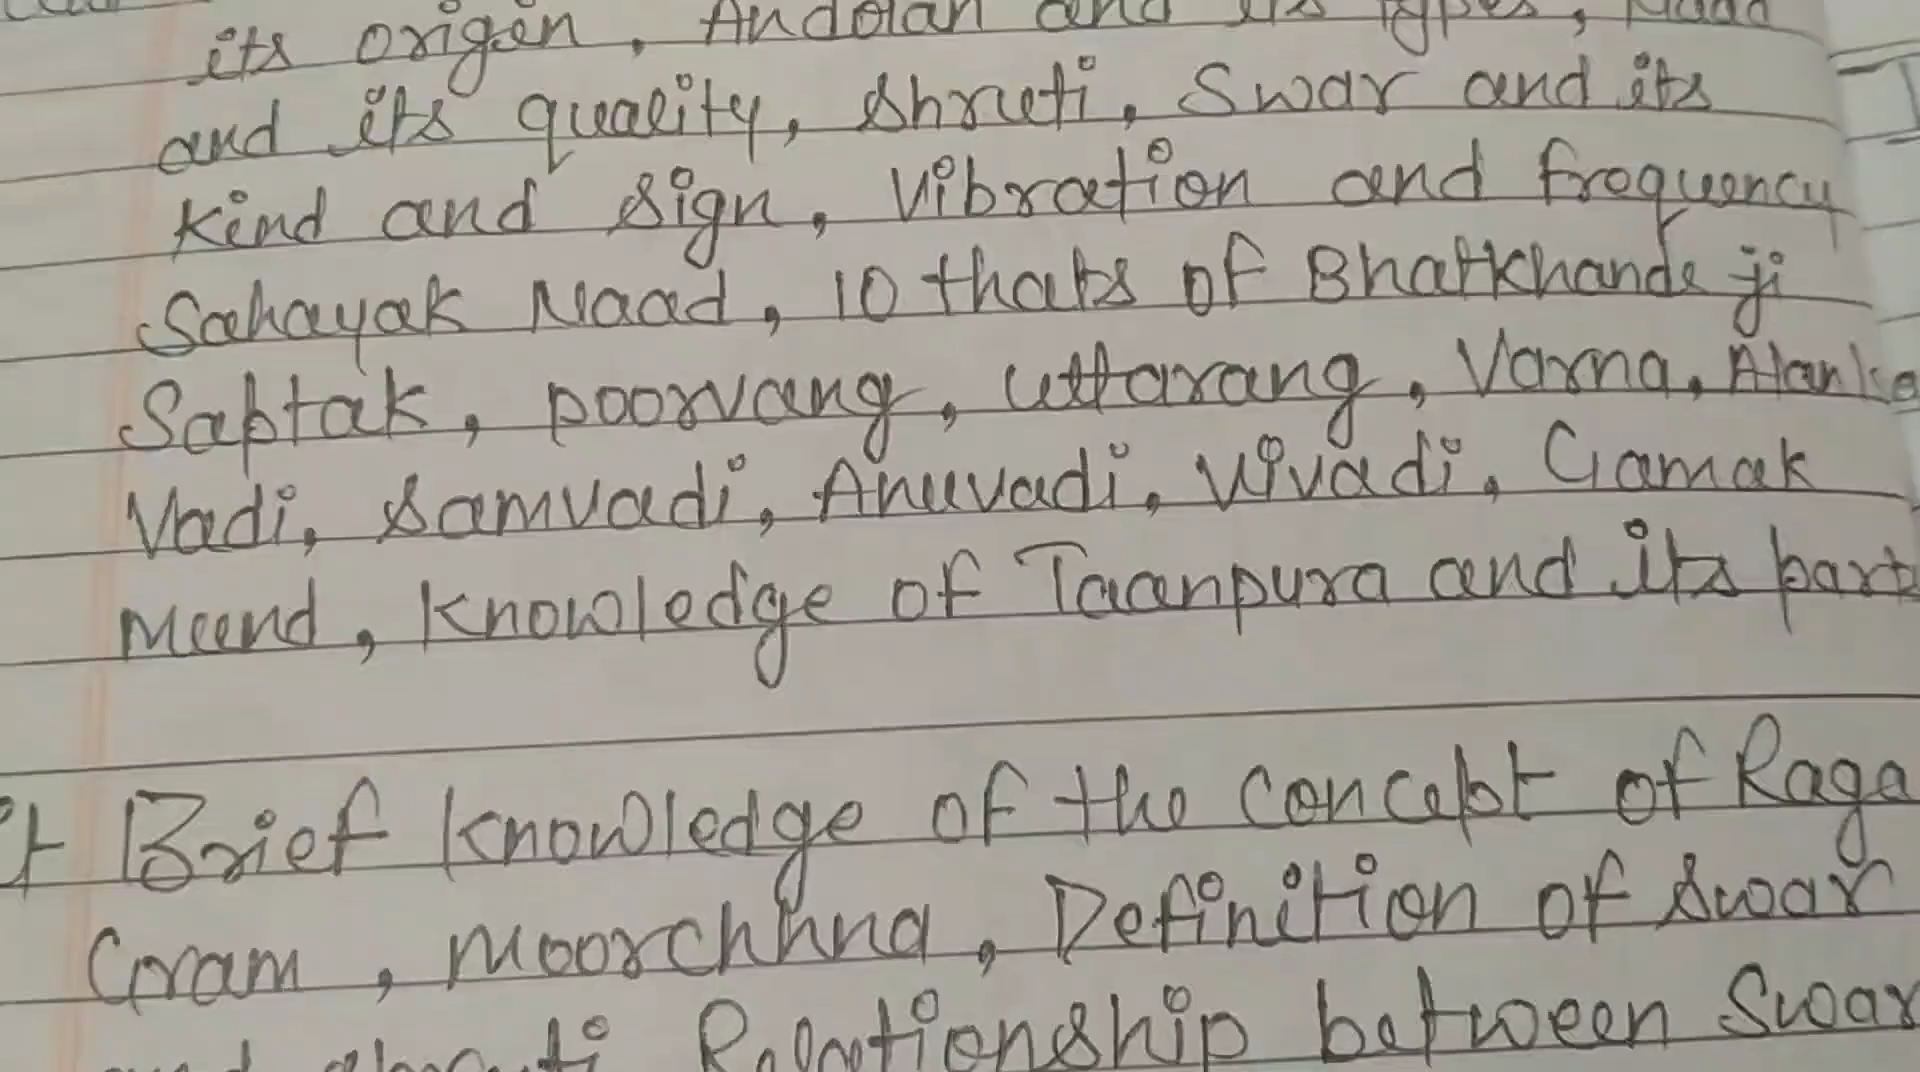 its origin, Andolan and its types, Naad
and its quality, Shruti, Swar and its
kind and sign, Vibration and frequency
Sahayak Naad, 10 thats of Bhatkhande ji
Saptak, poorvang, uttarang, Varna, Alanka
Vadi, Samvadi, Anuvadi, Vivadi, Gamak
Meend, Knowledge of Taanpura and its part
Brief Knowledge of the Concept of Raga
Gram, Moorchhna, Definition of Swar
and shruti Relationship between Swar